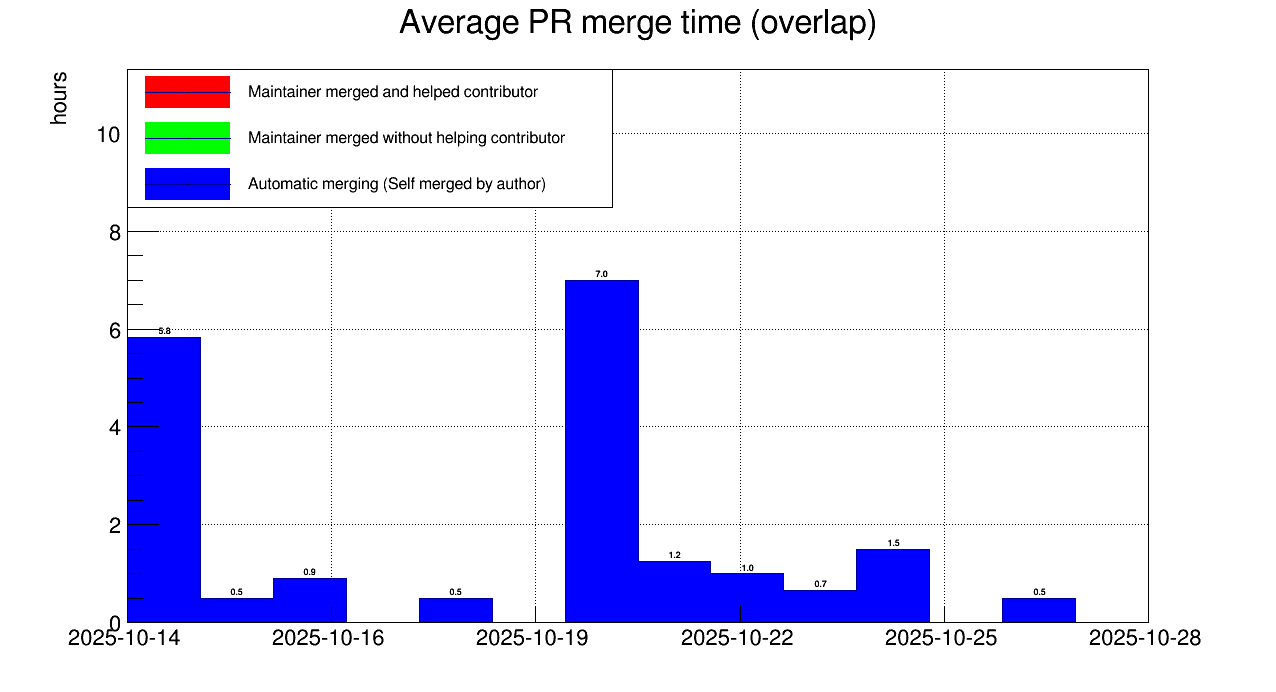 Average PR merge time (overlap)
hours
Maintainer merged and helped contributor
Maintainer merged without helping contributor
Automatic merging (Self merged by author)
10
8
6
4
2
0
5.8
0.5
0.9
0.5
7.0
1.2
1.0
0.7
1.5
0.5
2025-10-14 2025-10-16 2025-10-19 2025-10-22 2025-10-25 2025-10-28